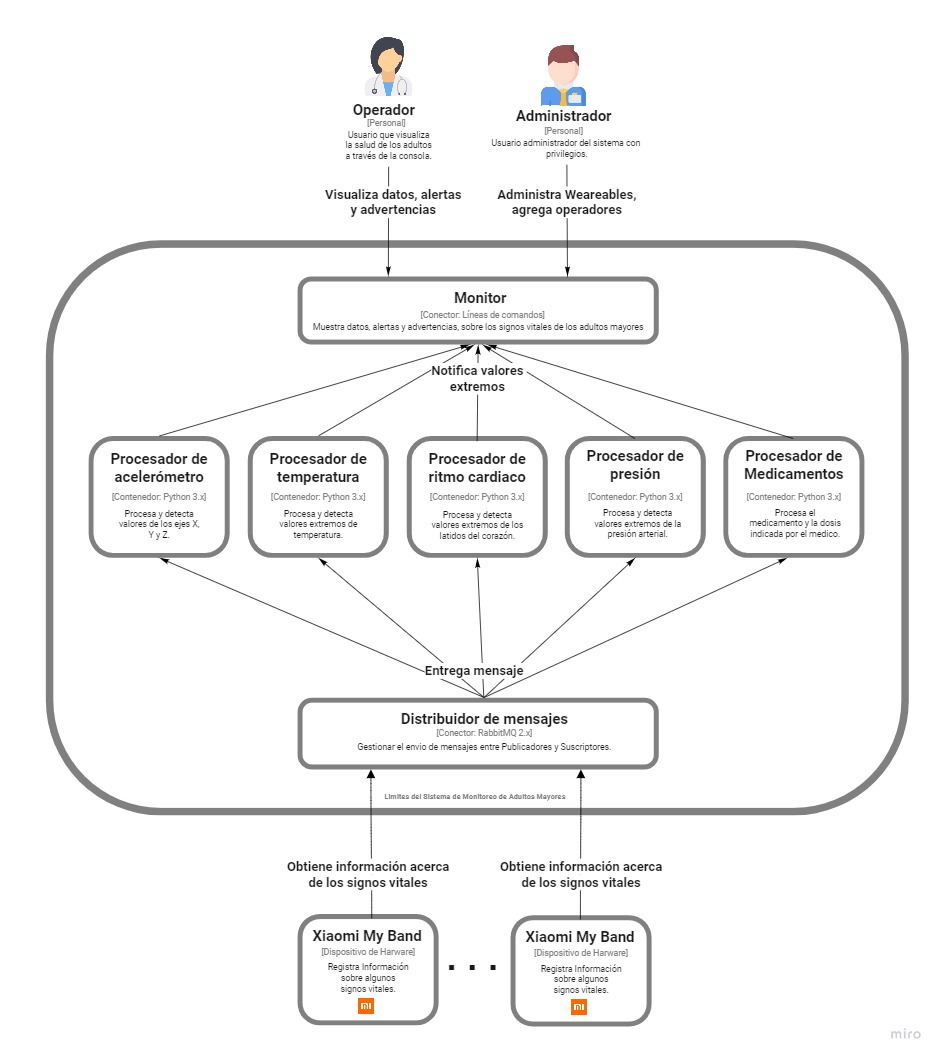 Operador
[Personal]
Usuario que visualiza
la salud de los adultos
a través de la consola.
Administrador
[Personal]
Usuario administrador del sistema con
privilegios.
Visualiza datos, alertas
y advertencias
Administra Weareables,
agrega operadores
Monitor
[Conector: Líneas de comandos]
Muestra datos, alertas y advertencias, sobre los signos vitales de los adultos mayores
Notifica valores
extremos
Procesador de
acelerómetro
[Contenedor: Python 3.x]
Procesa y detecta
valores de los ejes X,
Y y Z.
Procesador de
temperatura
[Contenedor: Python 3.x]
Procesa y detecta
valores extremos de
temperatura.
Procesador de
ritmo cardiaco
[Contenedor: Python 3.x]
Procesa y detecta
valores extremos de los
latidos del corazón.
Procesador de
presión
[Contenedor: Python 3.x]
Procesa y detecta
valores extremos de la
presión arterial.
Procesador de
Medicamentos
[Contenedor: Python 3.x]
Procesa el
medicamento y la dosis
indicada por el medico.
Entrega mensaje
Distribuidor de mensajes
[Conector: RabbitMQ 2.x]
Gestionar el envio de mensajes entre Publicadores y Suscriptores.
Limites del Sistema de Monitoreo de Adultos Mayores
Obtiene información acerca
de los signos vitales
Obtiene información acerca
de los signos vitales
Xiaomi My Band
[Dispositivo de Harware]
Registra Información
sobre algunos
signos vitales.
mi
. . .
Xiaomi My Band
[Dispositivo de Harware]
Registra Información
sobre algunos
signos vitales.
mi
miro